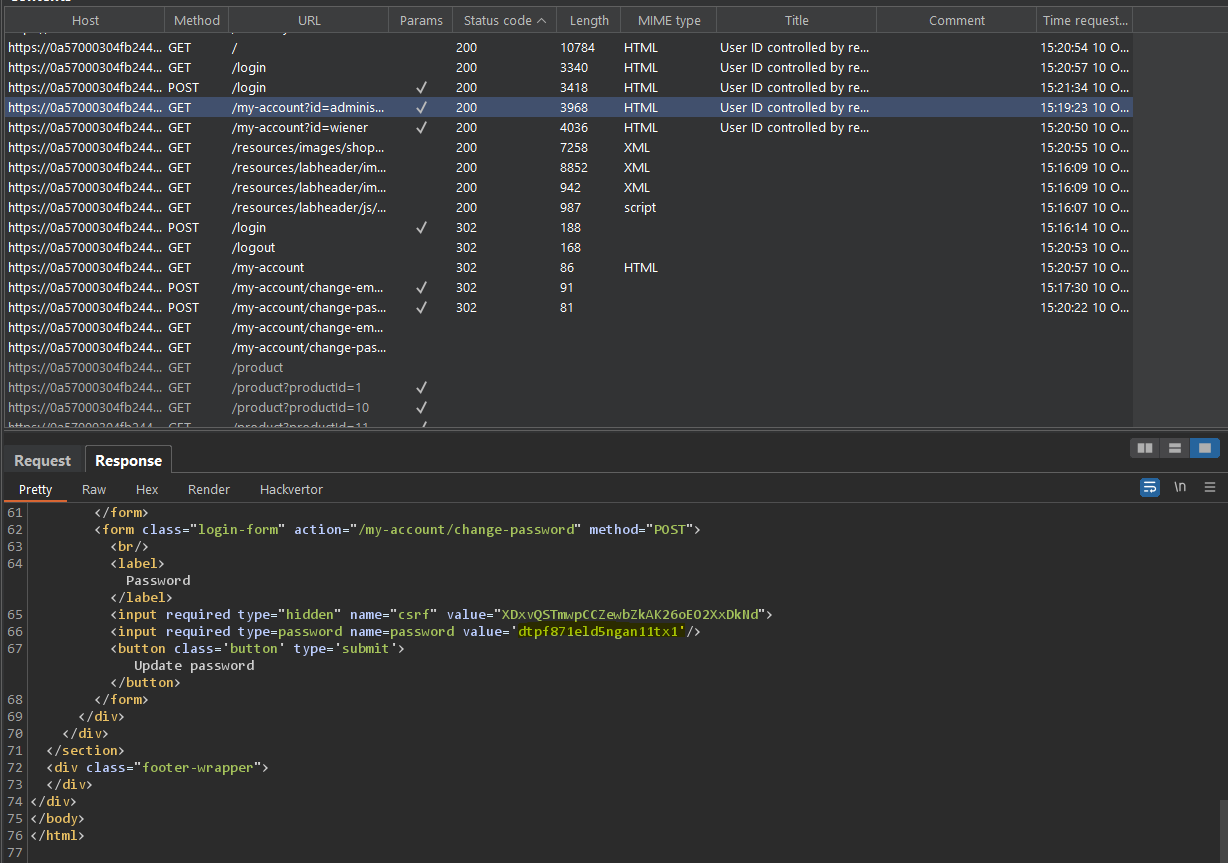 Host Method URL Params Status code Length MIME type Title Comment Time request...
https://0a57000304fb244... GET / 200 10784 HTML User ID controlled by re... 15:20:54 10 O...
https://0a57000304fb244... GET /login 200 3340 HTML User ID controlled by re... 15:20:57 10 O...
https://0a57000304fb244... POST /login ✓ 200 3418 HTML User ID controlled by re... 15:21:34 10 O...
https://0a57000304fb244... GET /my-account?id=adminis... ✓ 200 3968 HTML User ID controlled by re... 15:19:23 10 O...
https://0a57000304fb244... GET /my-account?id=wiener ✓ 200 4036 HTML User ID controlled by re... 15:20:50 10 O...
https://0a57000304fb244... GET /resources/images/shop... 200 7258 XML 15:20:55 10 O...
https://0a57000304fb244... GET /resources/labheader/im... 200 8852 XML 15:16:09 10 O...
https://0a57000304fb244... GET /resources/labheader/im... 200 942 XML 15:16:09 10 O...
https://0a57000304fb244... GET /resources/labheader/js/... 200 987 script 15:16:07 10 O...
https://0a57000304fb244... POST /login ✓ 302 188 15:16:14 10 O...
https://0a57000304fb244... GET /logout 302 168 15:20:53 10 O...
https://0a57000304fb244... GET /my-account 302 86 HTML 15:20:57 10 O...
https://0a57000304fb244... POST /my-account/change-em... ✓ 302 91 15:17:30 10 O...
https://0a57000304fb244... POST /my-account/change-pas... ✓ 302 81 15:20:22 10 O...
https://0a57000304fb244... GET /my-account/change-em...
https://0a57000304fb244... GET /my-account/change-pas...
https://0a57000304fb244... GET /product
https://0a57000304fb244... GET /product?productId=1 ✓
https://0a57000304fb244... GET /product?productId=10 ✓
https://0a57000304fb244... GET /product?productId=11 ✓
Request Response
Pretty Raw Hex Render Hackvertor \n
61 </form>
62 <form class="login-form" action="/my-account/change-password" method="POST">
63 <br/>
64 <label>
Password
</label>
65 <input required type="hidden" name="csrf" value="XDxvQSTmwpCCZewbZkAK26oEO2XxDkNd">
66 <input required type=password name=password value='dtpf871eld5ngan11tx1'/>
67 <button class='button' type='submit'>
Update password
</button>
68 </form>
69 </div>
70 </div>
71 </section>
72 <div class="footer-wrapper">
73 </div>
74 </div>
75 </body>
76 </html>
77